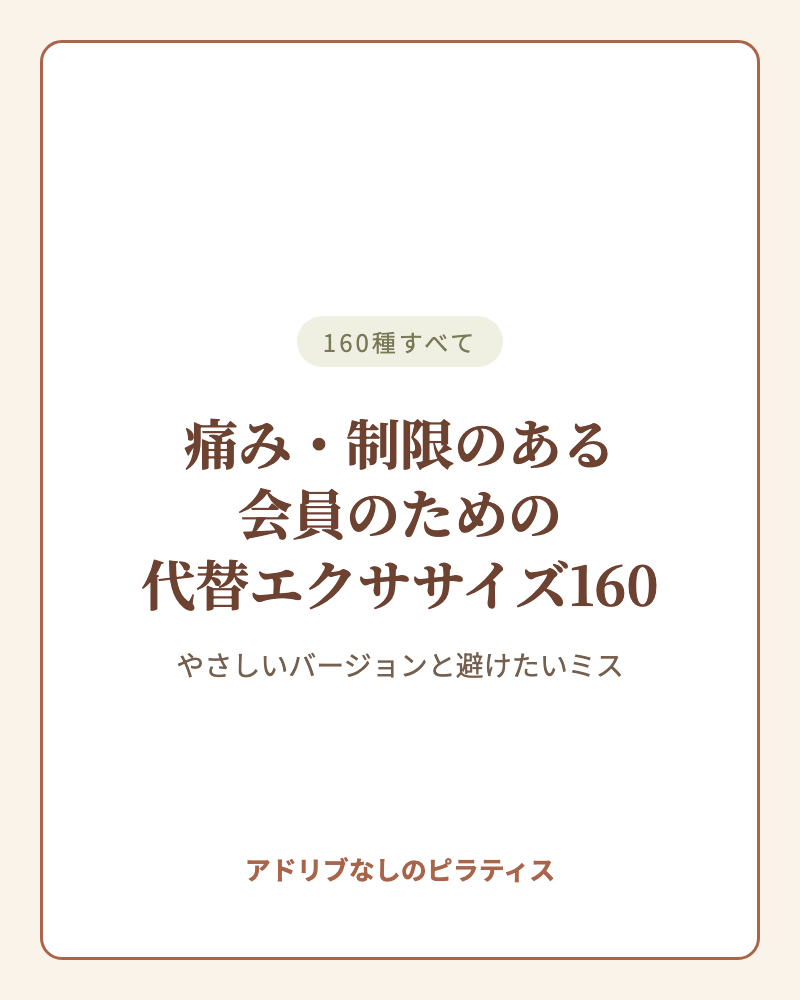 160種すべて
痛み・制限のある
会員のための
代替エクササイズ160
やさしいバージョンと避けたいミス
アドリブなしのピラティス